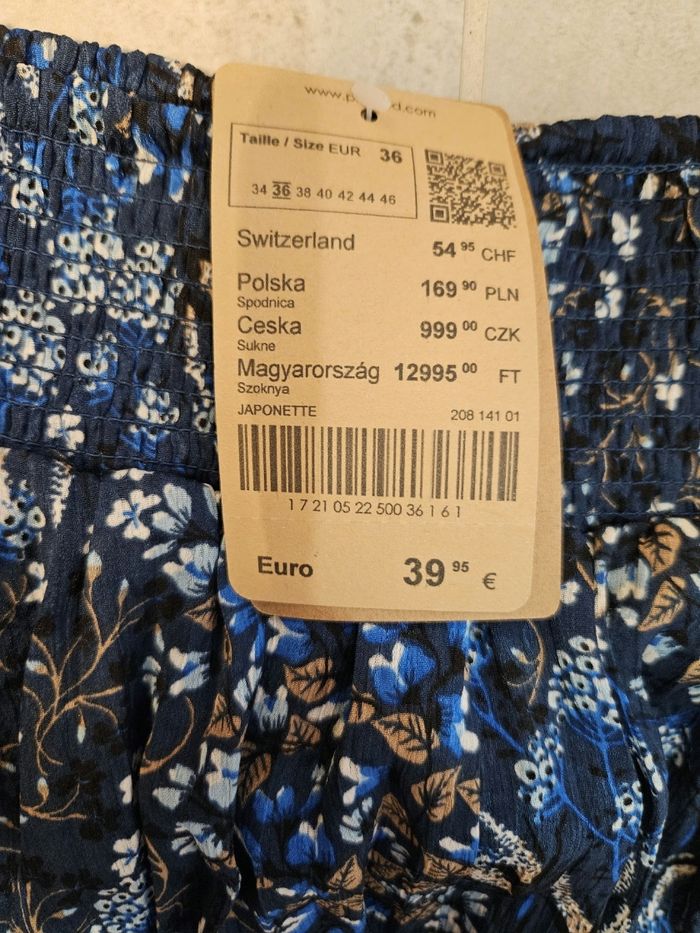 Taille / Size EUR 36
34 36 38 40 42 44 46
Switzerland 54 95 CHF
Polska 169 90 PLN
Spodnica
Ceska 999 00 CZK
Sukne
Magyarország 12995 00 FT
Szoknya
JAPONETTE 208 141 01
1 7 21 05 22 500 36 1 6 1
Euro 39 95 €